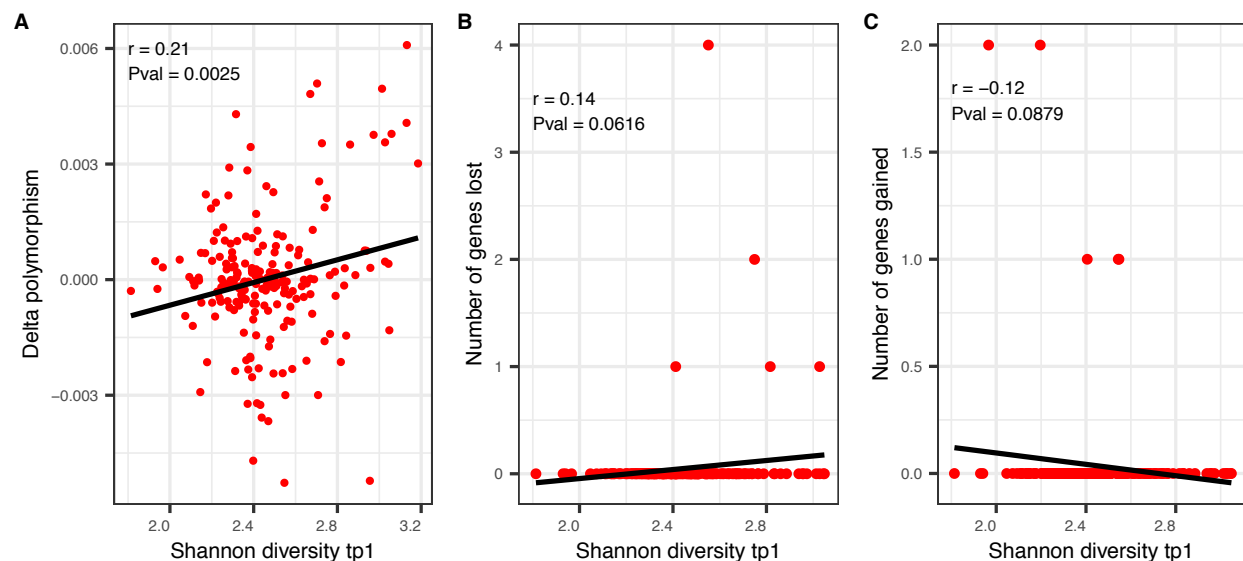 A
r = 0.21
Pval = 0.0025
Delta polymorphism
0.006
0.003
0.000
−0.003
2.0 2.4 2.8 3.2
Shannon diversity tp1
B
r = 0.14
Pval = 0.0616
Number of genes lost
4
3
2
1
0
2.0 2.4 2.8
Shannon diversity tp1
C
r = −0.12
Pval = 0.0879
Number of genes gained
2.0
1.5
1.0
0.5
0.0
2.0 2.4 2.8
Shannon diversity tp1